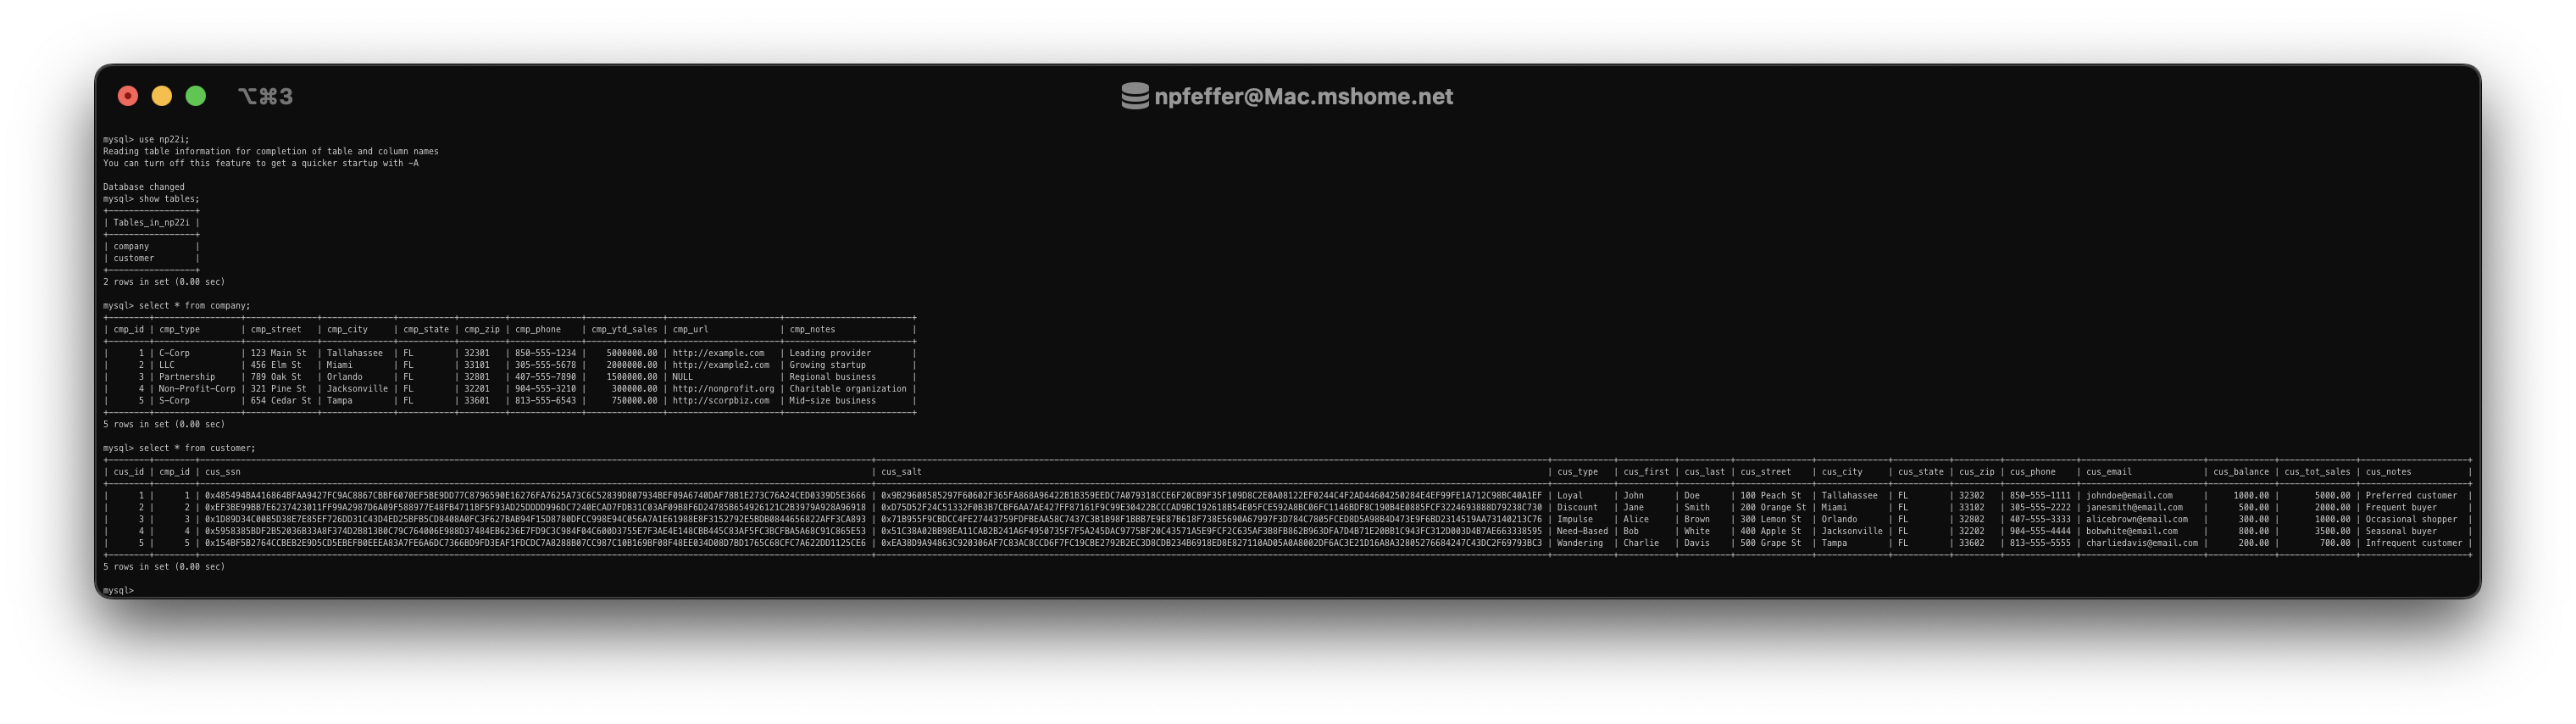 ⌥⌘3
npfeffer@Mac.mshome.net
mysql> use np22i;
Reading table information for completion of table and column names
You can turn off this feature to get a quicker startup with -A
Database changed
mysql> show tables;
+-----------------+
| Tables_in_np22i |
+-----------------+
| company         |
| customer        |
+-----------------+
2 rows in set (0.00 sec)
mysql> select * from company;
| cmp_id | cmp_type        | cmp_street   | cmp_city     | cmp_state | cmp_zip | cmp_phone    | cmp_ytd_sales | cmp_url              | cmp_notes               |
|      1 | C-Corp          | 123 Main St  | Tallahassee  | FL        | 32301   | 850-555-1234 |    5000000.00 | http://example.com   | Leading provider        |
|      2 | LLC             | 456 Elm St   | Miami        | FL        | 33101   | 305-555-5678 |    2000000.00 | http://example2.com  | Growing startup         |
|      3 | Partnership     | 789 Oak St   | Orlando      | FL        | 32801   | 407-555-7890 |    1500000.00 | NULL                 | Regional business       |
|      4 | Non-Profit-Corp | 321 Pine St  | Jacksonville | FL        | 32201   | 904-555-3210 |     300000.00 | http://nonprofit.org | Charitable organization |
|      5 | S-Corp          | 654 Cedar St | Tampa        | FL        | 33601   | 813-555-6543 |     750000.00 | http://scorpbiz.com  | Mid-size business       |
5 rows in set (0.00 sec)
mysql> select * from customer;
| cus_id | cmp_id | cus_ssn | cus_salt | cus_type   | cus_first | cus_last | cus_street    | cus_city     | cus_state | cus_zip | cus_phone    | cus_email              | cus_balance | cus_tot_sales | cus_notes           |
|      1 |      1 | Loyal      | John      | Doe      | 100 Peach St  | Tallahassee  | FL        | 32302   | 850-555-1111 | johndoe@email.com      |     1000.00 |       5000.00 | Preferred customer  |
|      2 |      2 | Discount   | Jane      | Smith    | 200 Orange St | Miami        | FL        | 33102   | 305-555-2222 | janesmith@email.com    |      500.00 |       2000.00 | Frequent buyer      |
|      3 |      3 | Impulse    | Alice     | Brown    | 300 Lemon St  | Orlando      | FL        | 32802   | 407-555-3333 | alicebrown@email.com   |      300.00 |       1000.00 | Occasional shopper  |
|      4 |      4 | Need-Based | Bob       | White    | 400 Apple St  | Jacksonville | FL        | 32202   | 904-555-4444 | bobwhite@email.com     |      800.00 |       3500.00 | Seasonal buyer      |
|      5 |      5 | Wandering  | Charlie   | Davis    | 500 Grape St  | Tampa        | FL        | 33602   | 813-555-5555 | charliedavis@email.com |      200.00 |        700.00 | Infrequent customer |
5 rows in set (0.00 sec)
mysql>